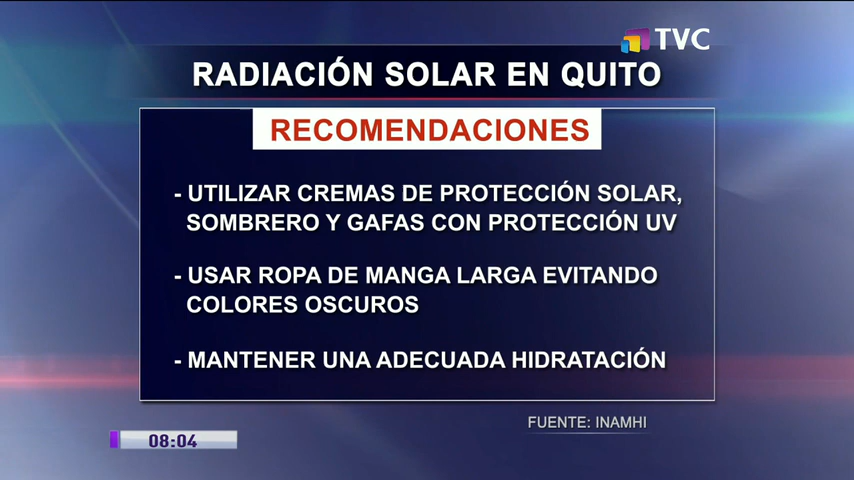 TVC
RADIACIÓN SOLAR EN QUITO
RECOMENDACIONES
- UTILIZAR CREMAS DE PROTECCIÓN SOLAR,
SOMBRERO Y GAFAS CON PROTECCIÓN UV
- USAR ROPA DE MANGA LARGA EVITANDO
COLORES OSCUROS
- MANTENER UNA ADECUADA HIDRATACIÓN
FUENTE: INAMHI
08:04